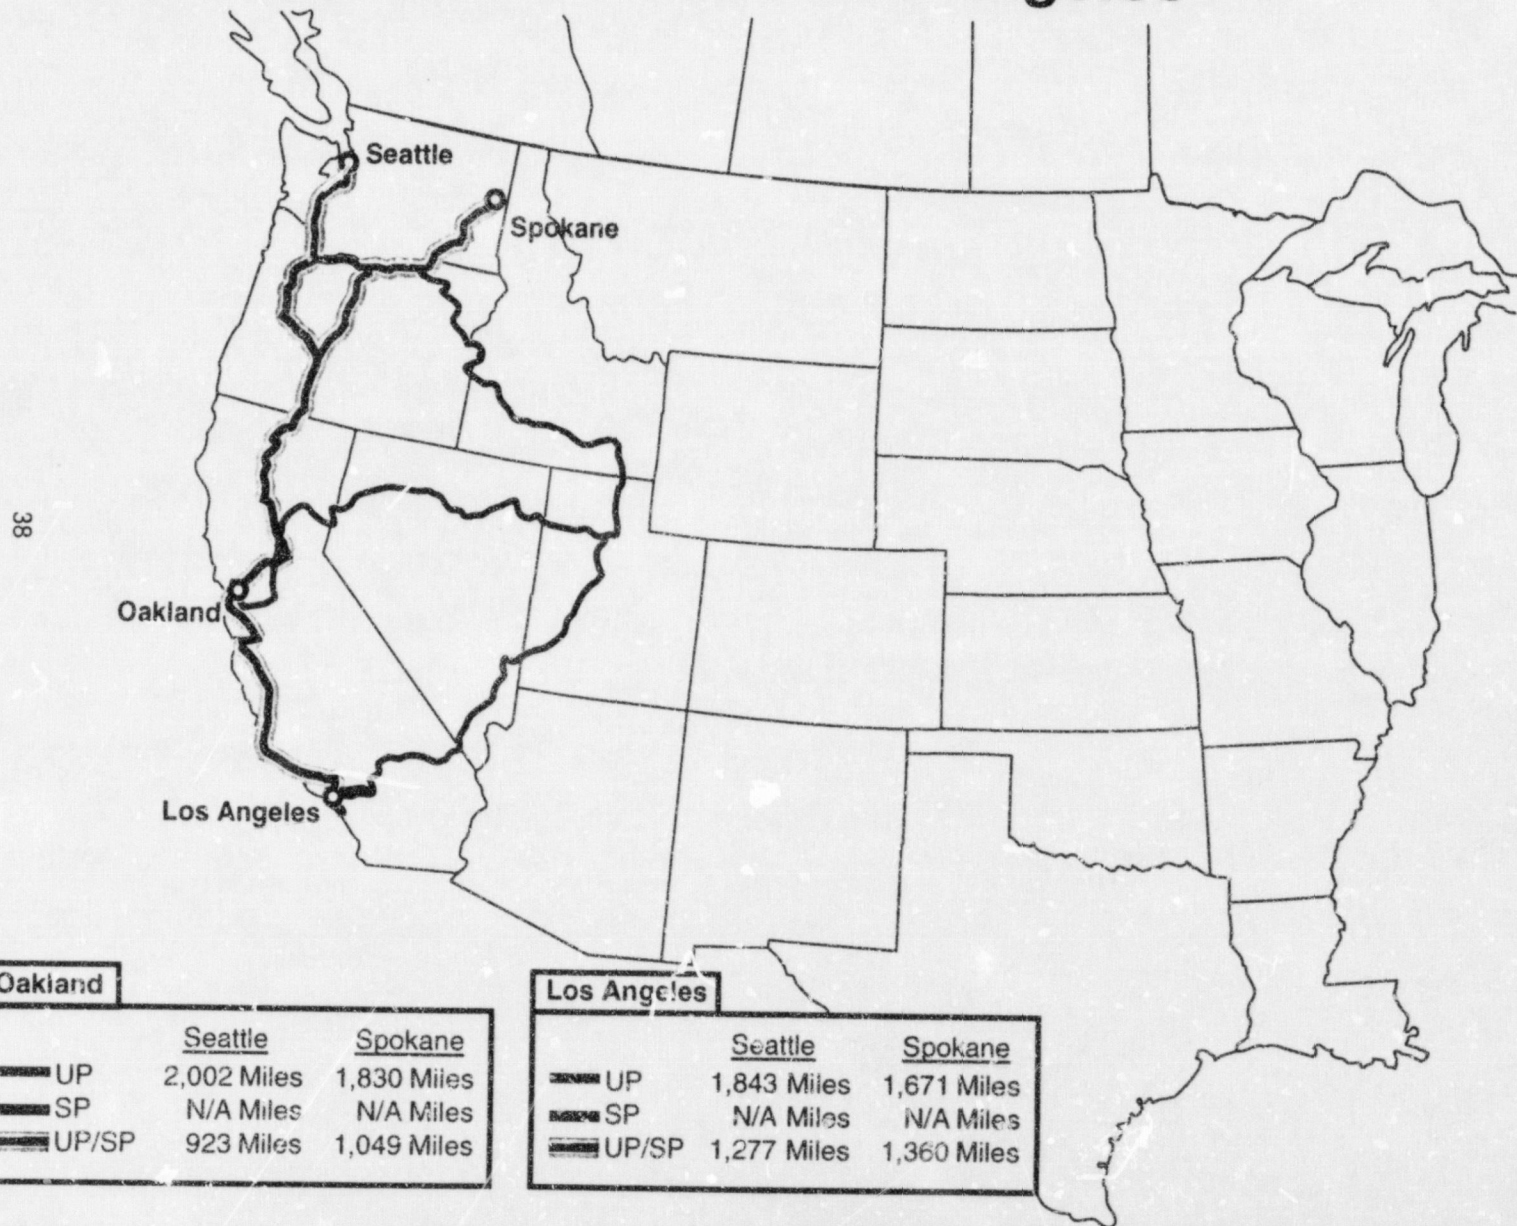 Seattle
Spokane
38
Oakland
Los Angeles
Oakland
Seattle Spokane
UP 2,002 Miles 1,830 Miles
SP N/A Miles N/A Miles
UP/SP 923 Miles 1,049 Miles
Los Angeles
Seattle Spokane
UP 1,843 Miles 1,671 Miles
SP N/A Miles N/A Miles
UP/SP 1,277 Miles 1,360 Miles